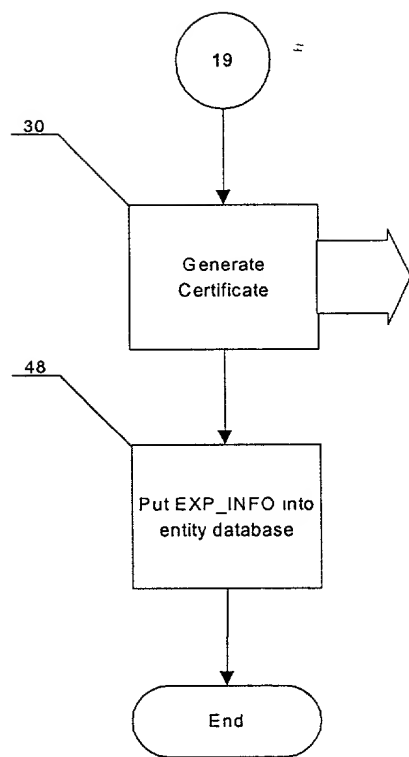 19
30
Generate
Certificate
48
Put EXP_INFO into
entity database
End